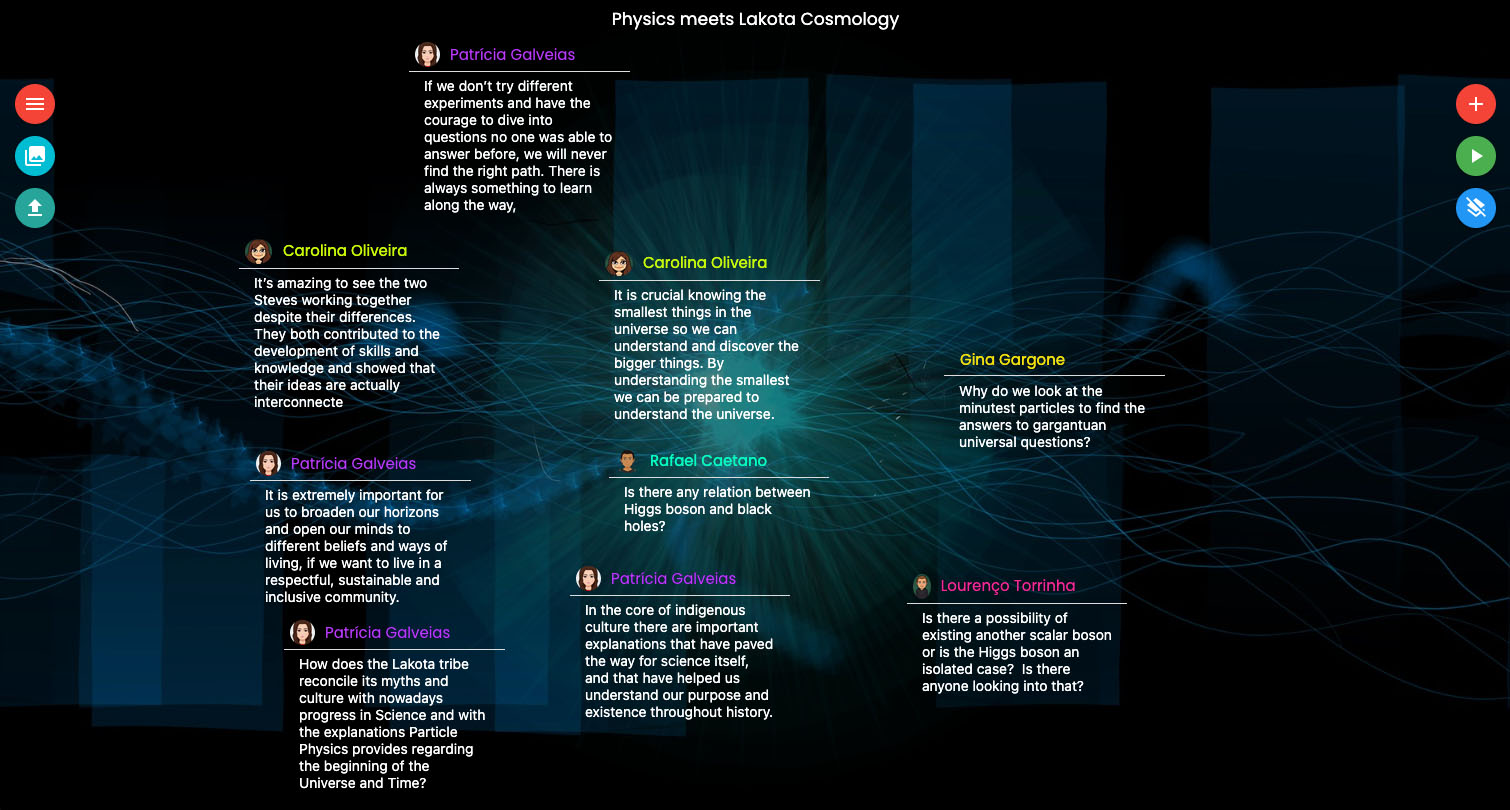 Physics meets Lakota Cosmology
Patrícia Galveias
If we don’t try different
experiments and have the
courage to dive into
questions no one was able to
answer before, we will never
find the right path. There is
always something to learn
along the way,
Carolina Oliveira
It’s amazing to see the two
Steves working together
despite their differences.
They both contributed to the
development of skills and
knowledge and showed that
their ideas are actually
interconnecte
Carolina Oliveira
It is crucial knowing the
smallest things in the
universe so we can
understand and discover the
bigger things. By
understanding the smallest
we can be prepared to
understand the universe.
Gina Gargone
Why do we look at the
minutest particles to find the
answers to gargantuan
universal questions?
Patrícia Galveias
It is extremely important for
us to broaden our horizons
and open our minds to
different beliefs and ways of
living, if we want to live in a
respectful, sustainable and
inclusive community.
Rafael Caetano
Is there any relation between
Higgs boson and black
holes?
Patrícia Galveias
In the core of indigenous
culture there are important
explanations that have paved
the way for science itself,
and that have helped us
understand our purpose and
existence throughout history.
Lourenço Torrinha
Is there a possibility of
existing another scalar boson
or is the Higgs boson an
isolated case?  Is there
anyone looking into that?
Patrícia Galveias
How does the Lakota tribe
reconcile its myths and
culture with nowadays
progress in Science and with
the explanations Particle
Physics provides regarding
the beginning of the
Universe and Time?